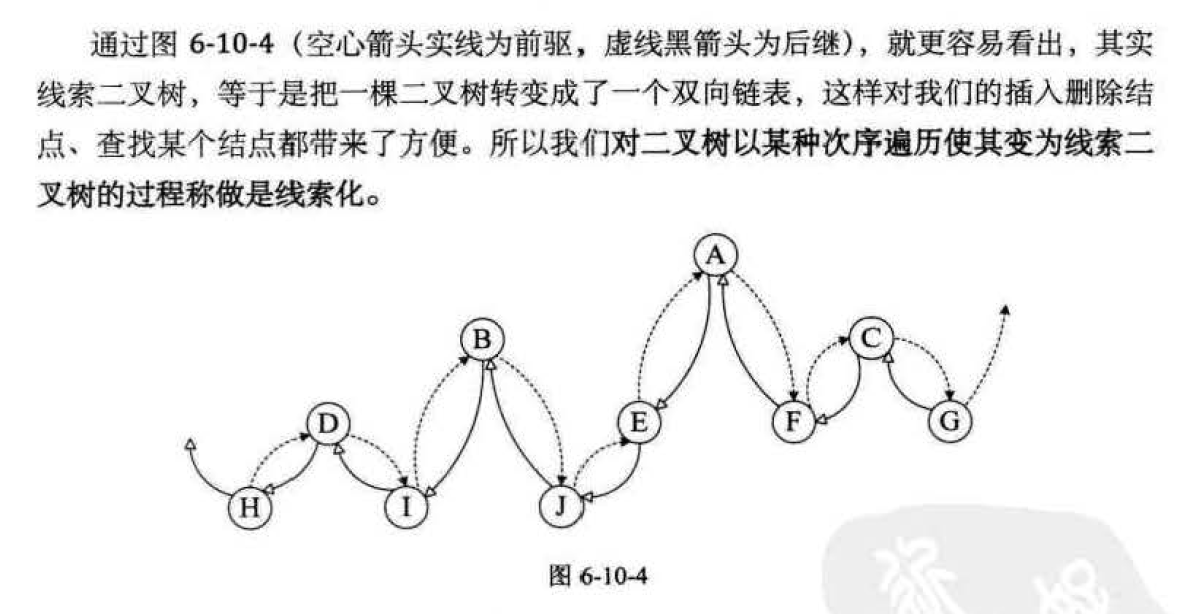 通过图 6-10-4（空心箭头实线为前驱，虚线黑箭头为后继），就更容易看出，其实
线索二叉树，等于是把一棵二叉树转变成了一个双向链表，这样对我们的插入删除结
点、查找某个结点都带来了方便。所以我们对二叉树以某种次序遍历使其变为线索二
叉树的过程称做是线索化。
A
B
C
D
E
F
G
H
I
J
图 6-10-4